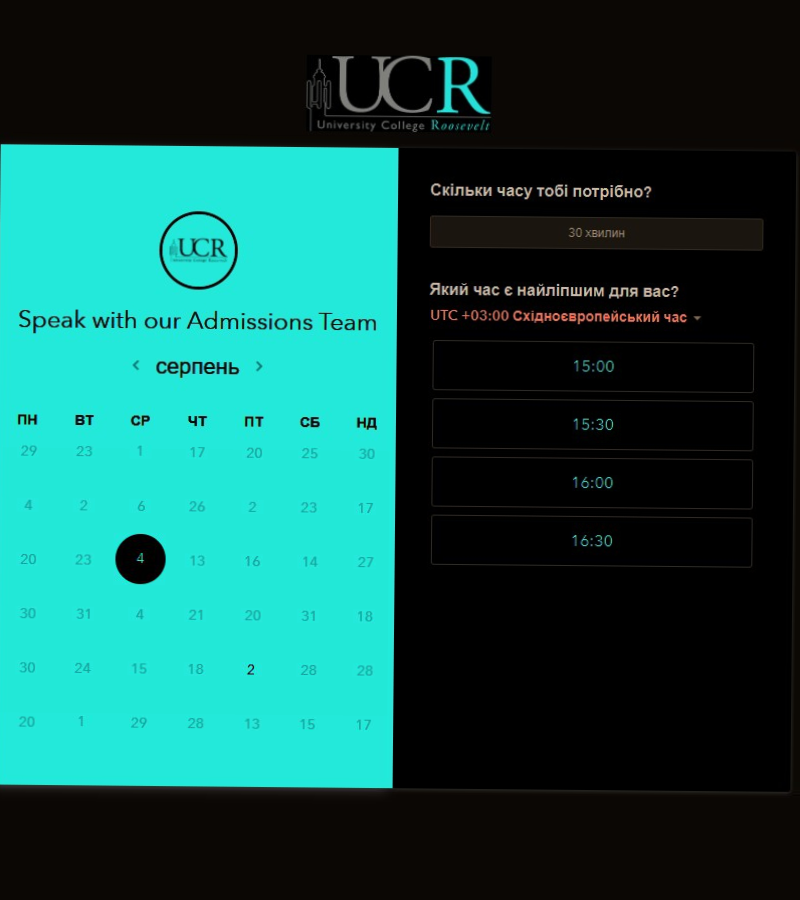 UCR
University College Roosevelt
UCR
University College Roosevelt
Speak with our Admissions Team
серпень
ПН ВТ СР ЧТ ПТ СБ НД
29 23 1 17 20 25 30
4 2 6 26 2 23 17
20 23 4 13 16 14 27
30 31 4 21 20 31 18
30 24 15 18 2 28 28
20 1 29 28 13 15 17
Скільки часу тобі потрібно?
30 хвилин
Який час є найліпшим для вас?
UTC +03:00 Східноєвропейський час
15:00
15:30
16:00
16:30